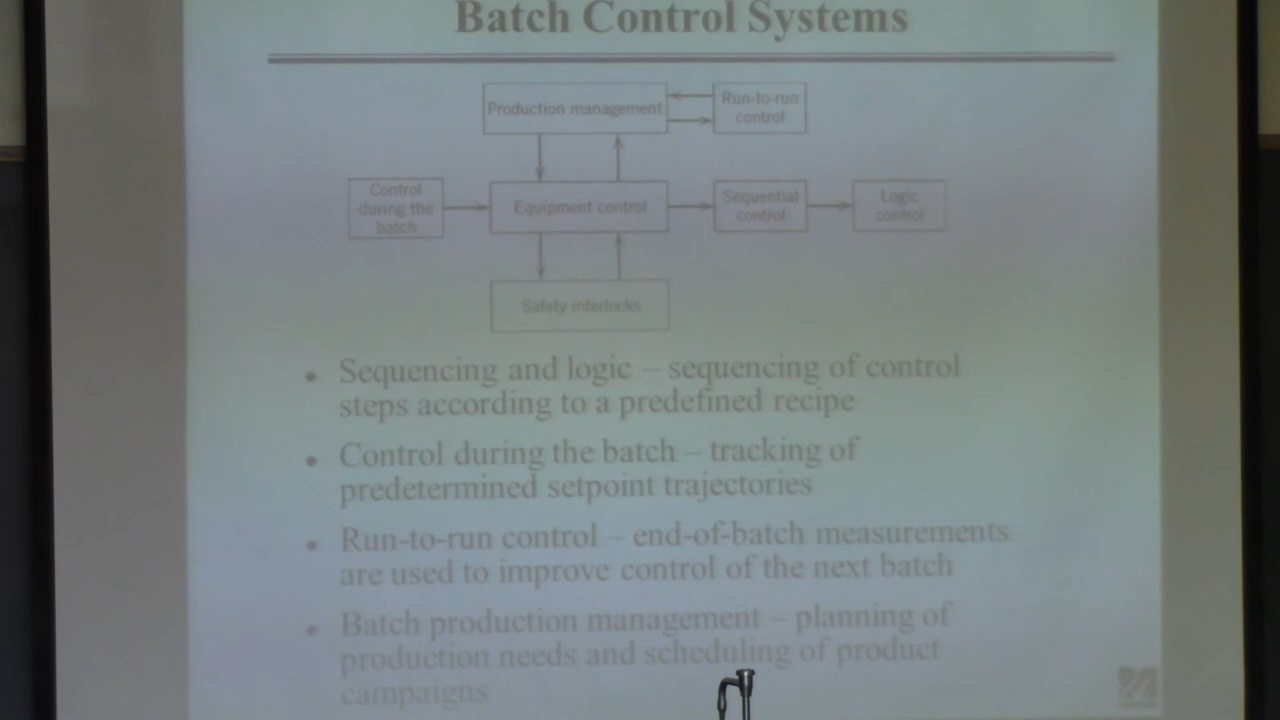 Batch Control Systems
Production management
Run-to-run
control
Control
during the
batch
Equipment control
Sequential
control
Logic
control
Safety interlocks
• Sequencing and logic – sequencing of control
steps according to a predefined recipe
• Control during the batch – tracking of
predetermined setpoint trajectories
• Run-to-run control – end-of-batch measurements
are used to improve control of the next batch
• Batch production management – planning of
production needs and scheduling of product
campaigns